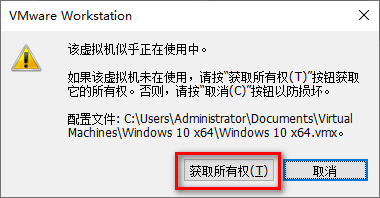 VMware Workstation
该虚拟机似乎正在使用中。
如果该虚拟机未在使用，请按“获取所有权(T)”按钮获取
它的所有权。否则，请按“取消(C)”按钮以防损坏。
配置文件: C:\Users\Administrator\Documents\Virtual
Machines\Windows 10 x64\Windows 10 x64.vmx。
获取所有权(T)
取消